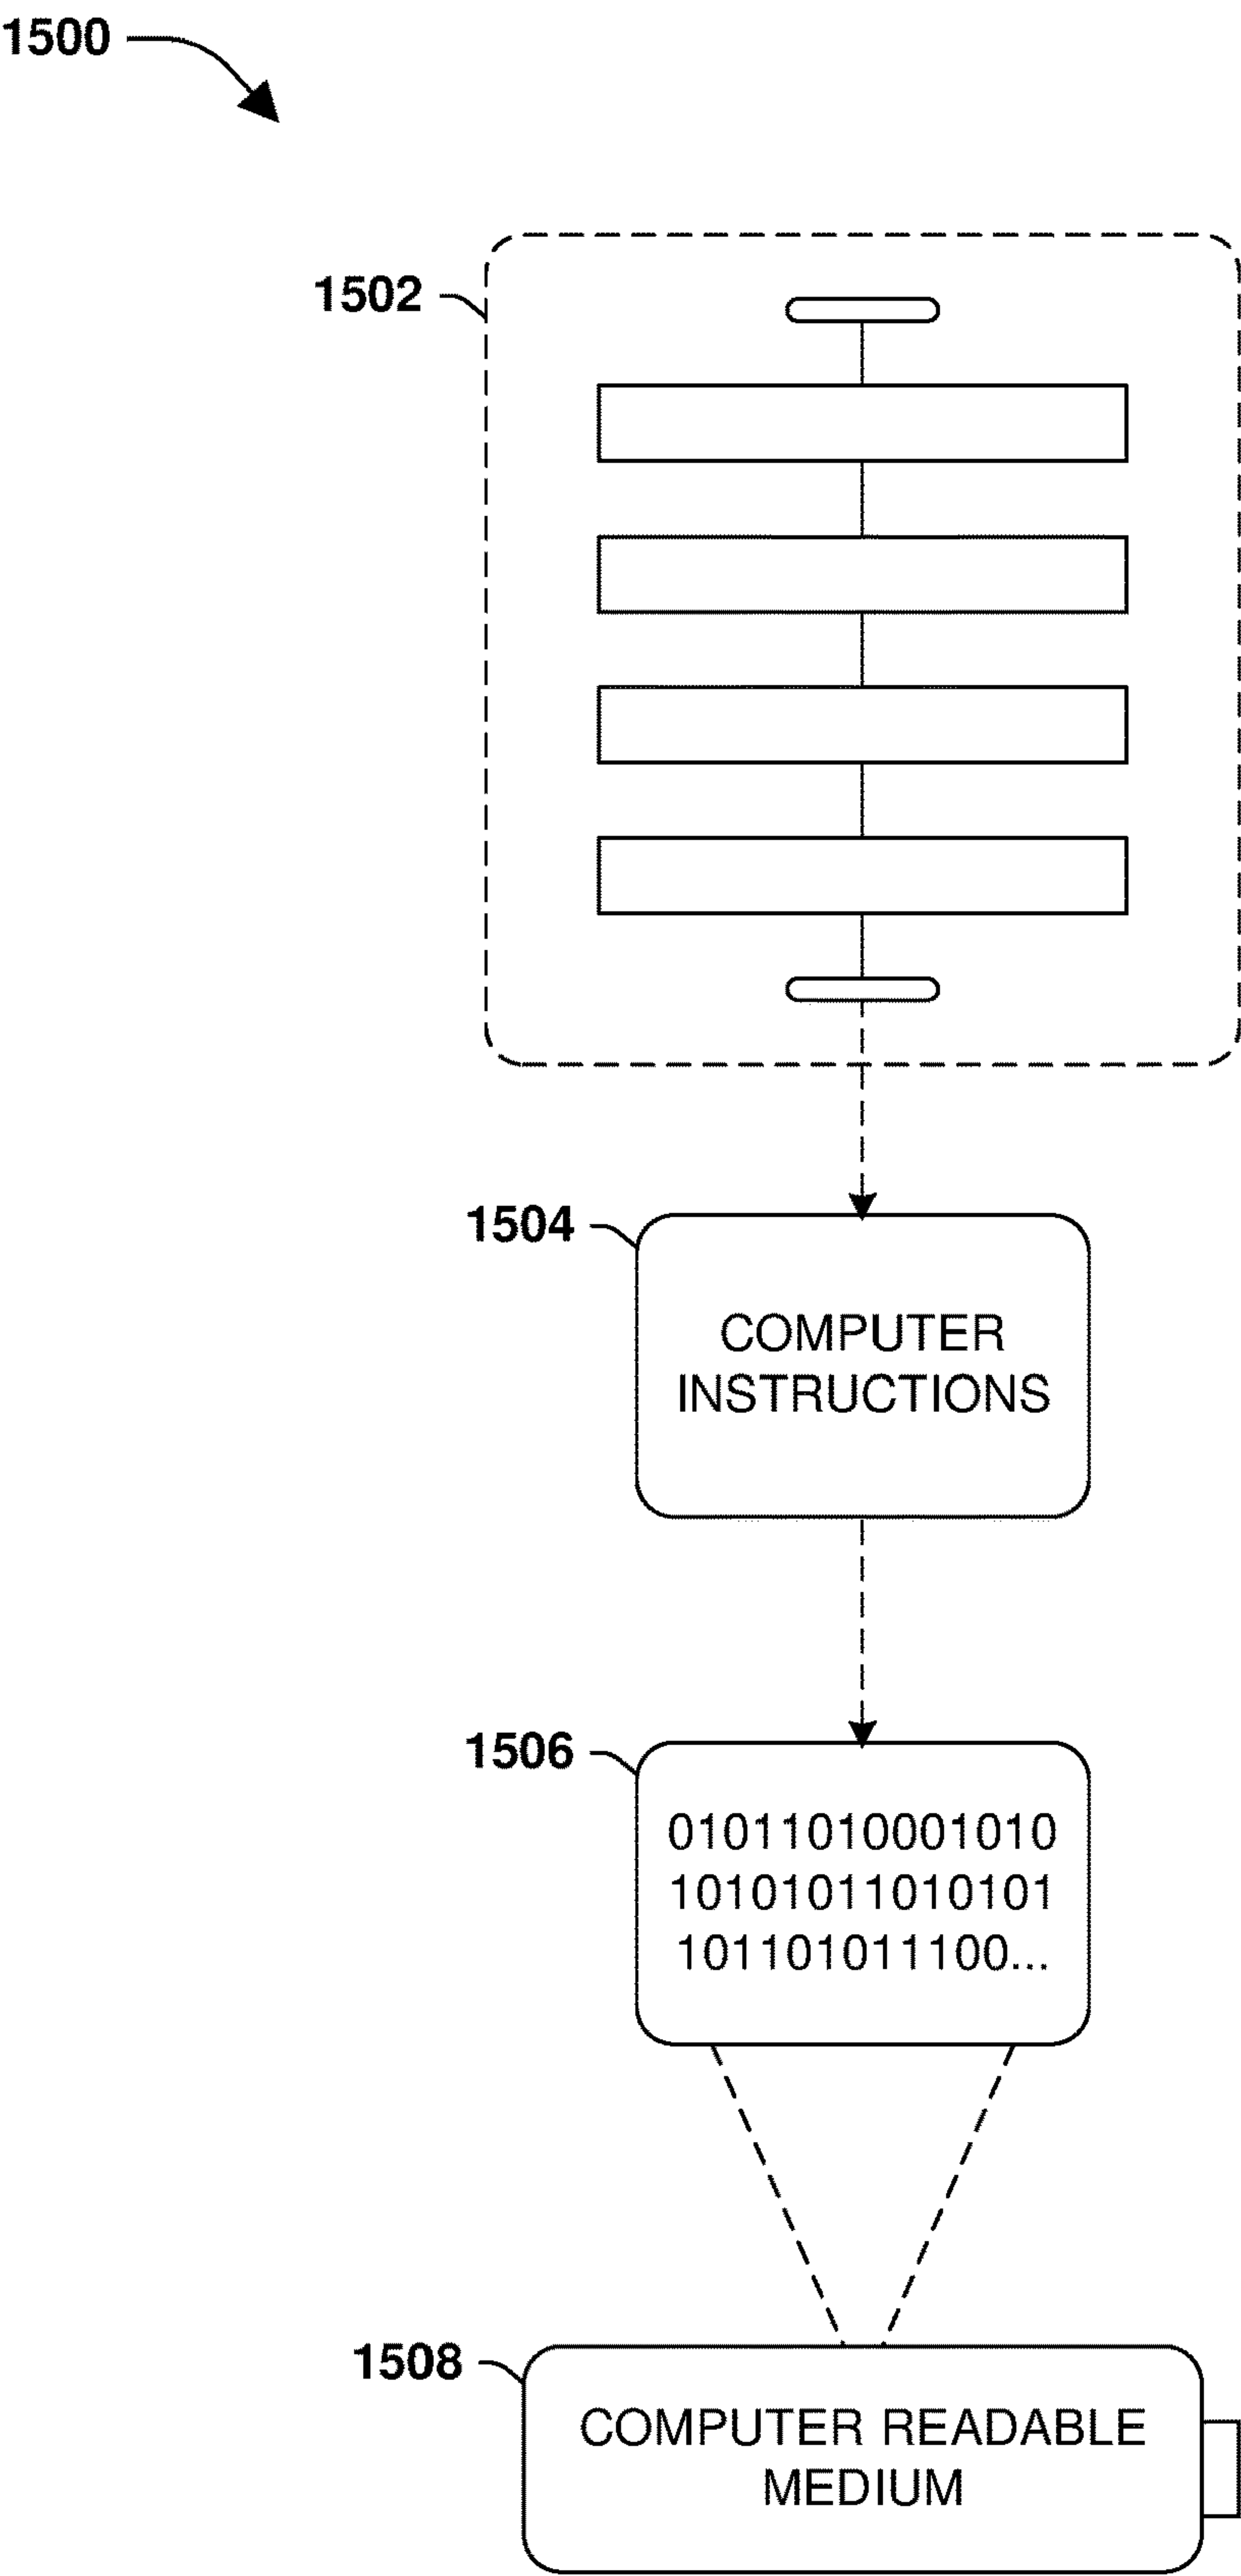 1500
1502
1504
COMPUTER
INSTRUCTIONS
1506
01011010001010
10101011010101
101101011100...
1508
COMPUTER READABLE
MEDIUM